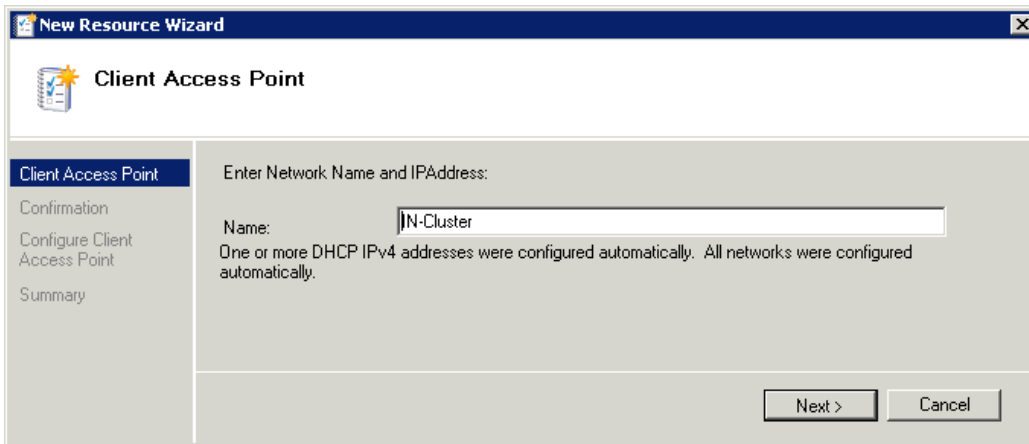 New Resource Wizard
Client Access Point
Client Access Point
Confirmation
Configure Client
Access Point
Summary
Enter Network Name and IPAddress:
Name:
IN-Cluster
One or more DHCP IPv4 addresses were configured automatically. All networks were configured
automatically.
Next >
Cancel